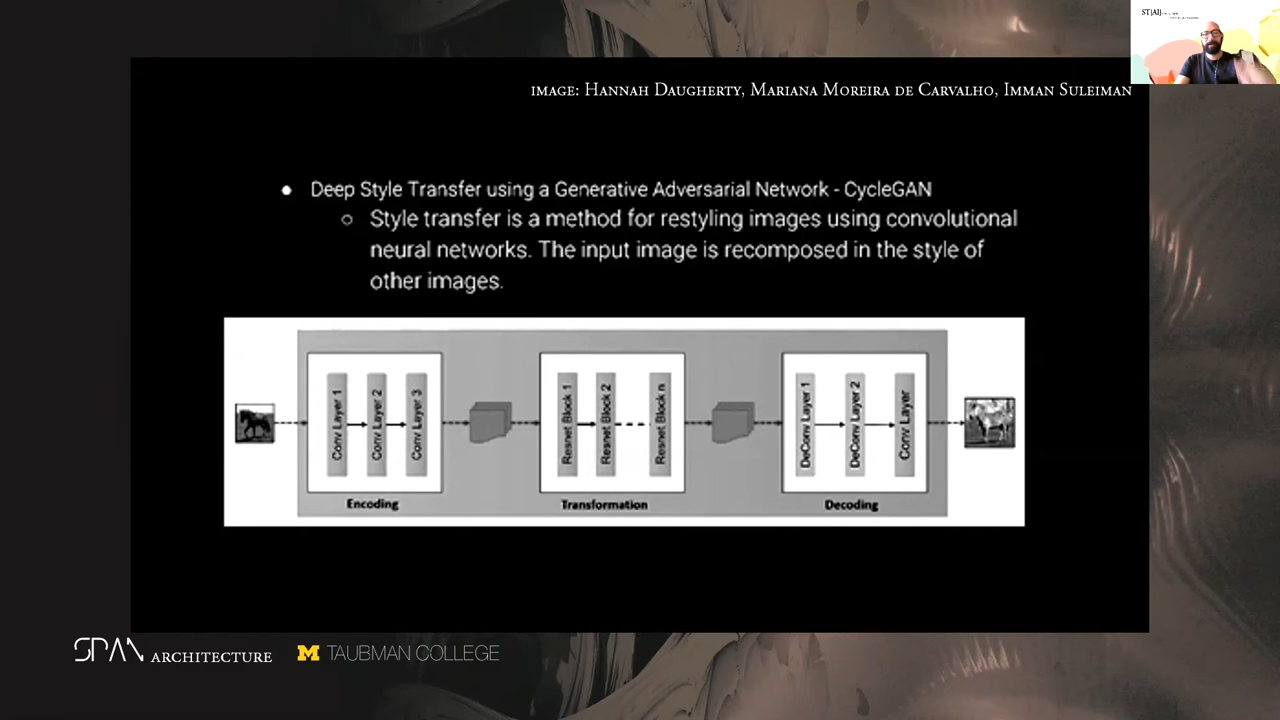 ST[AI]
IMAGE: HANNAH DAUGHERTY, MARIANA MOREIRA DE CARVALHO, IMMAN SULEIMAN
• Deep Style Transfer using a Generative Adversarial Network - CycleGAN
○ Style transfer is a method for restyling images using convolutional
neural networks. The input image is recomposed in the style of
other images.
Conv Layer 1
Conv Layer 2
Conv Layer 3
Encoding
Resnet Block 1
Resnet Block 2
Resnet Block n
Transformation
DeConv Layer 1
DeConv Layer 2
Conv Layer
Decoding
SPAN ARCHITECTURE
M TAUBMAN COLLEGE